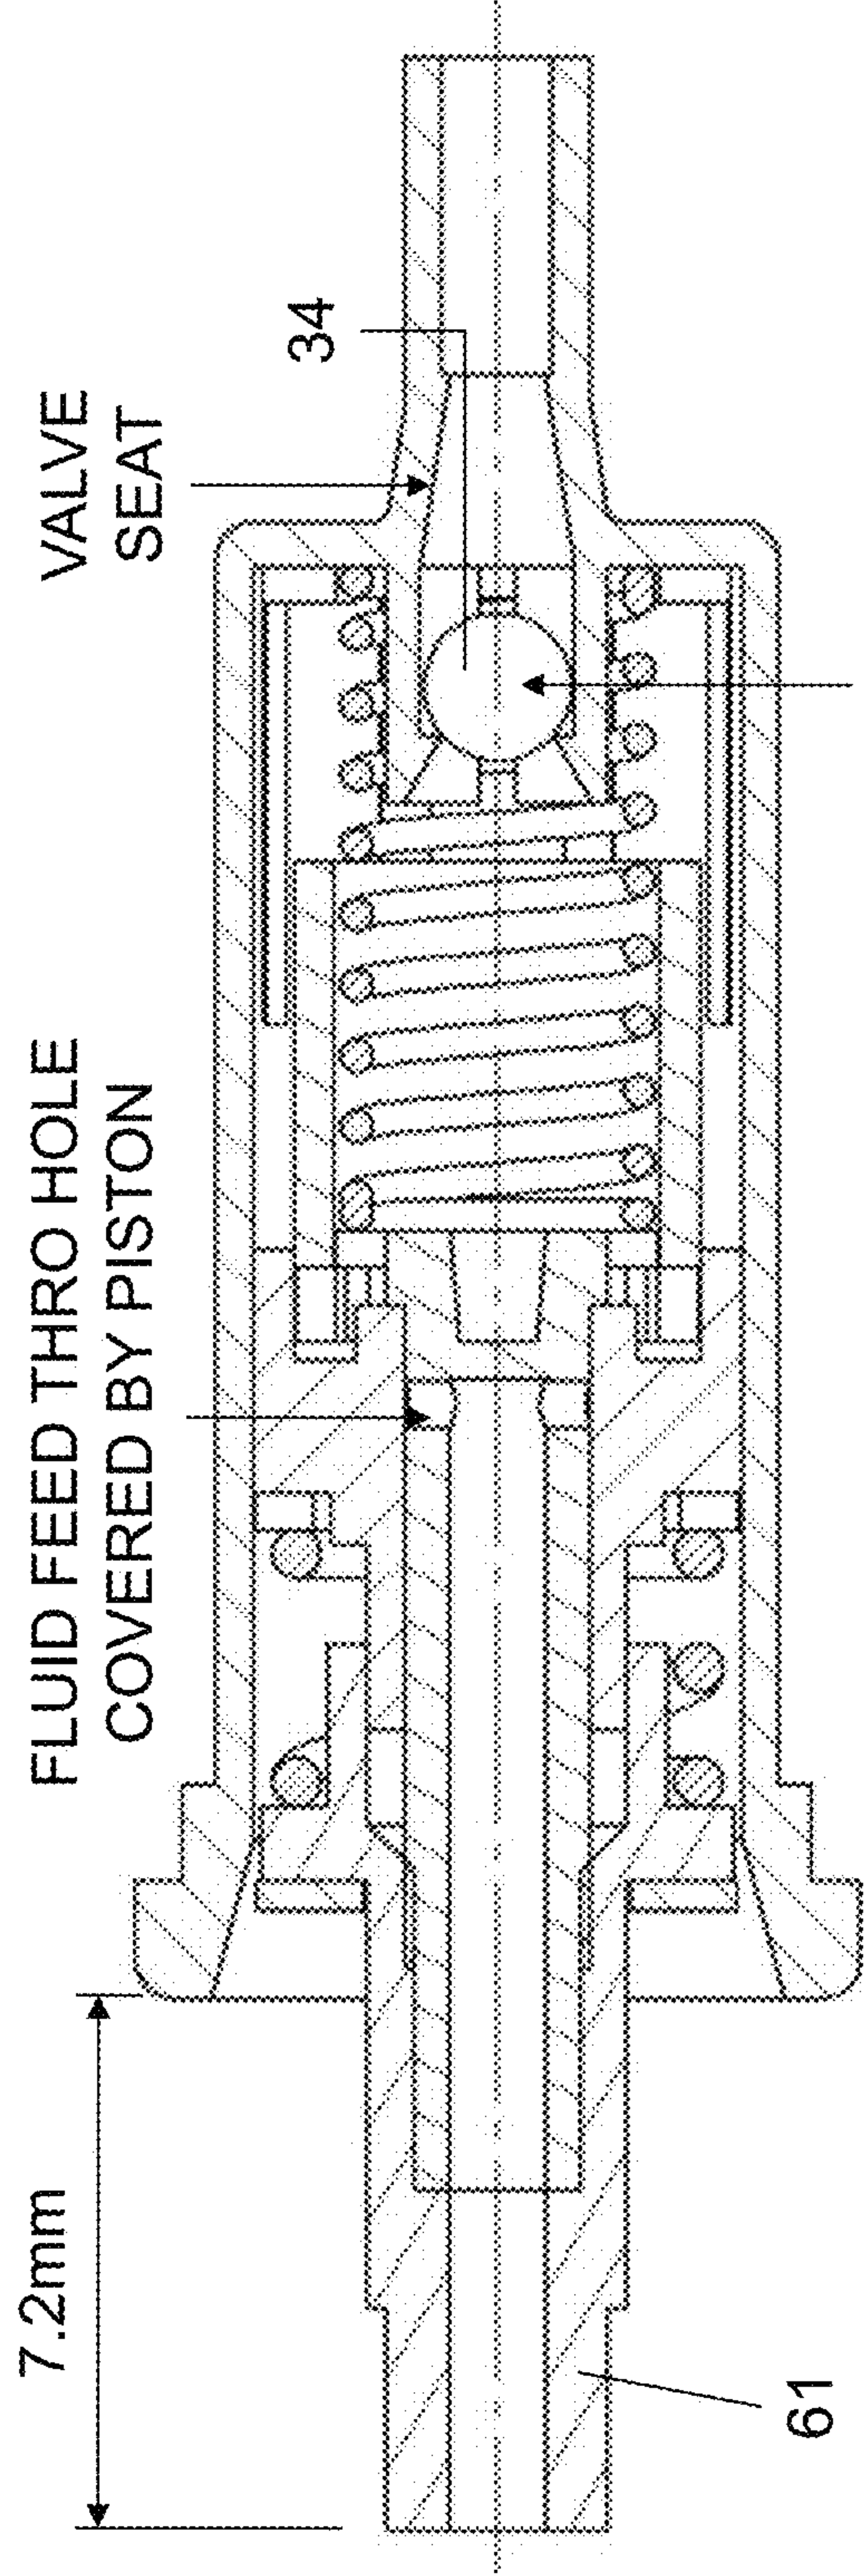 7.2mm
FLUID FEED THRO HOLE
COVERED BY PISTON
VALVE
SEAT
34
61